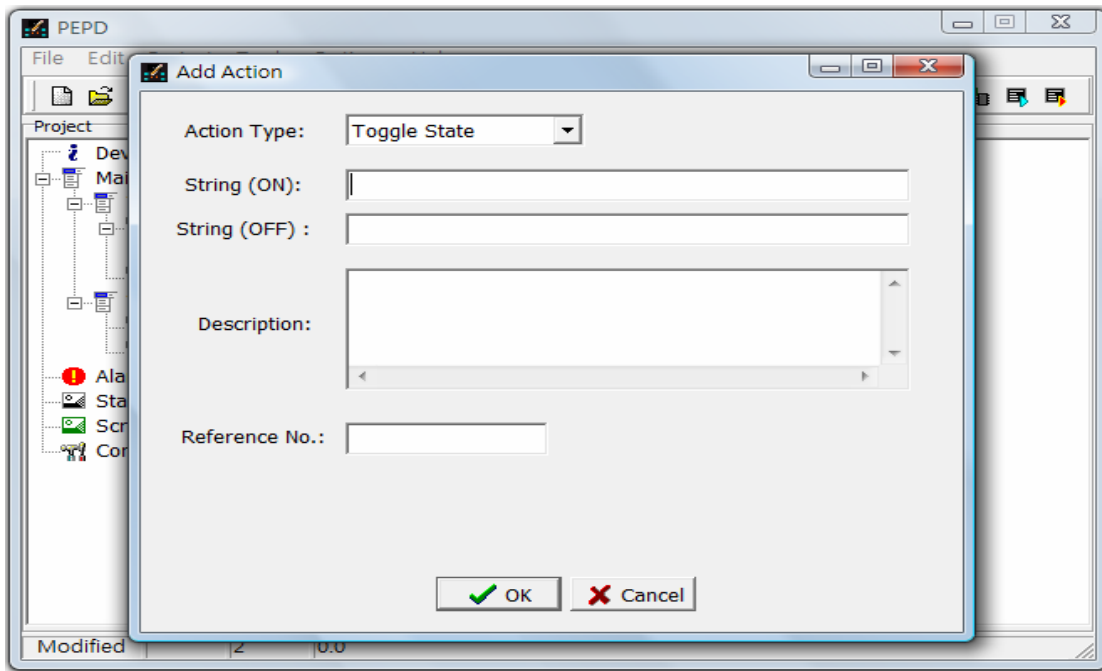 PEPD
File Edit
Add Action
Project
Action Type: Toggle State
Dev
Mai
String (ON):
String (OFF) :
Description:
Ala
Sta
Scr
Reference No.:
Con
OK Cancel
Modified 2 0.0